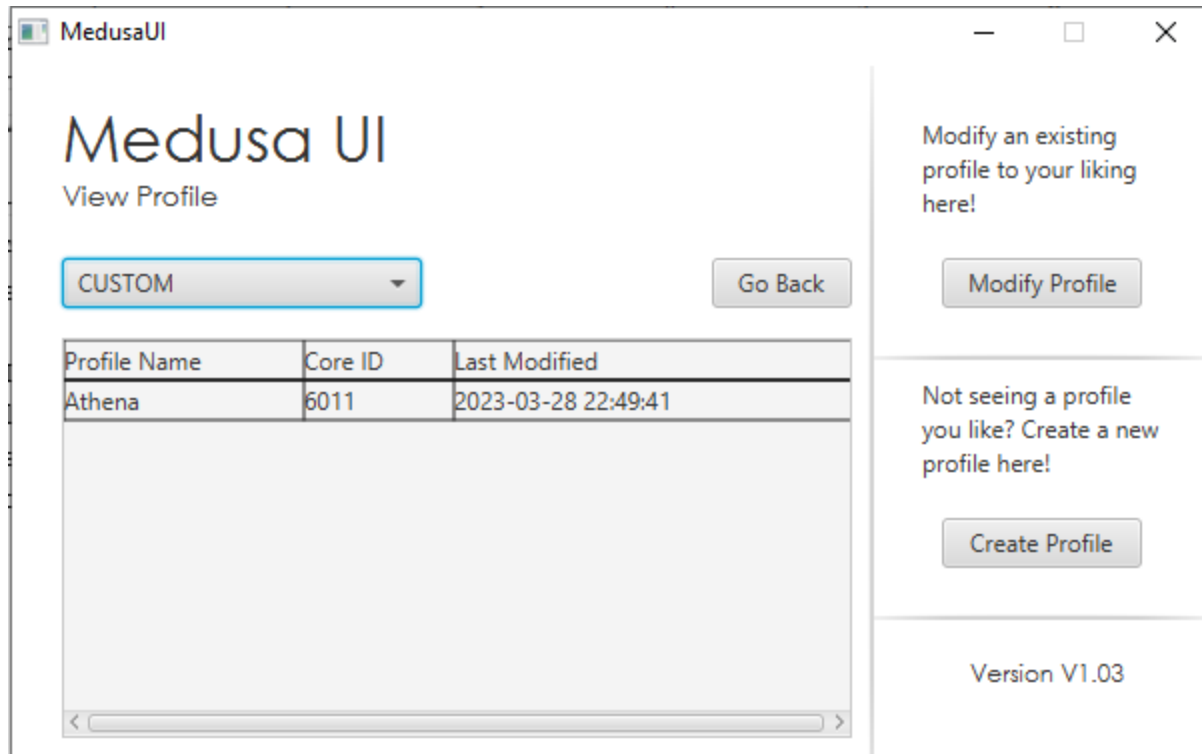 MedusaUI
Medusa UI
View Profile
CUSTOM
Go Back
Profile Name Core ID Last Modified
Athena 6011 2023-03-28 22:49:41
Modify an existing
profile to your liking
here!
Modify Profile
Not seeing a profile
you like? Create a new
profile here!
Create Profile
Version V1.03